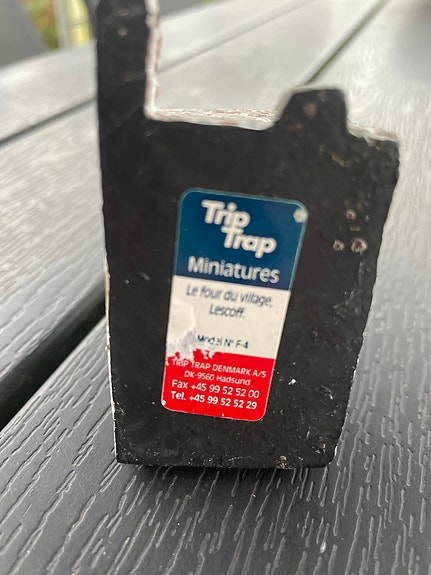 Trip
Trap
Miniatures
Le four du village.
Lescoff.
Model N° F-4
TRIP TRAP DENMARK A/S
DK-9560 Hadsund
Fax +45 99 52 52 00
Tel. +45 99 52 52 29